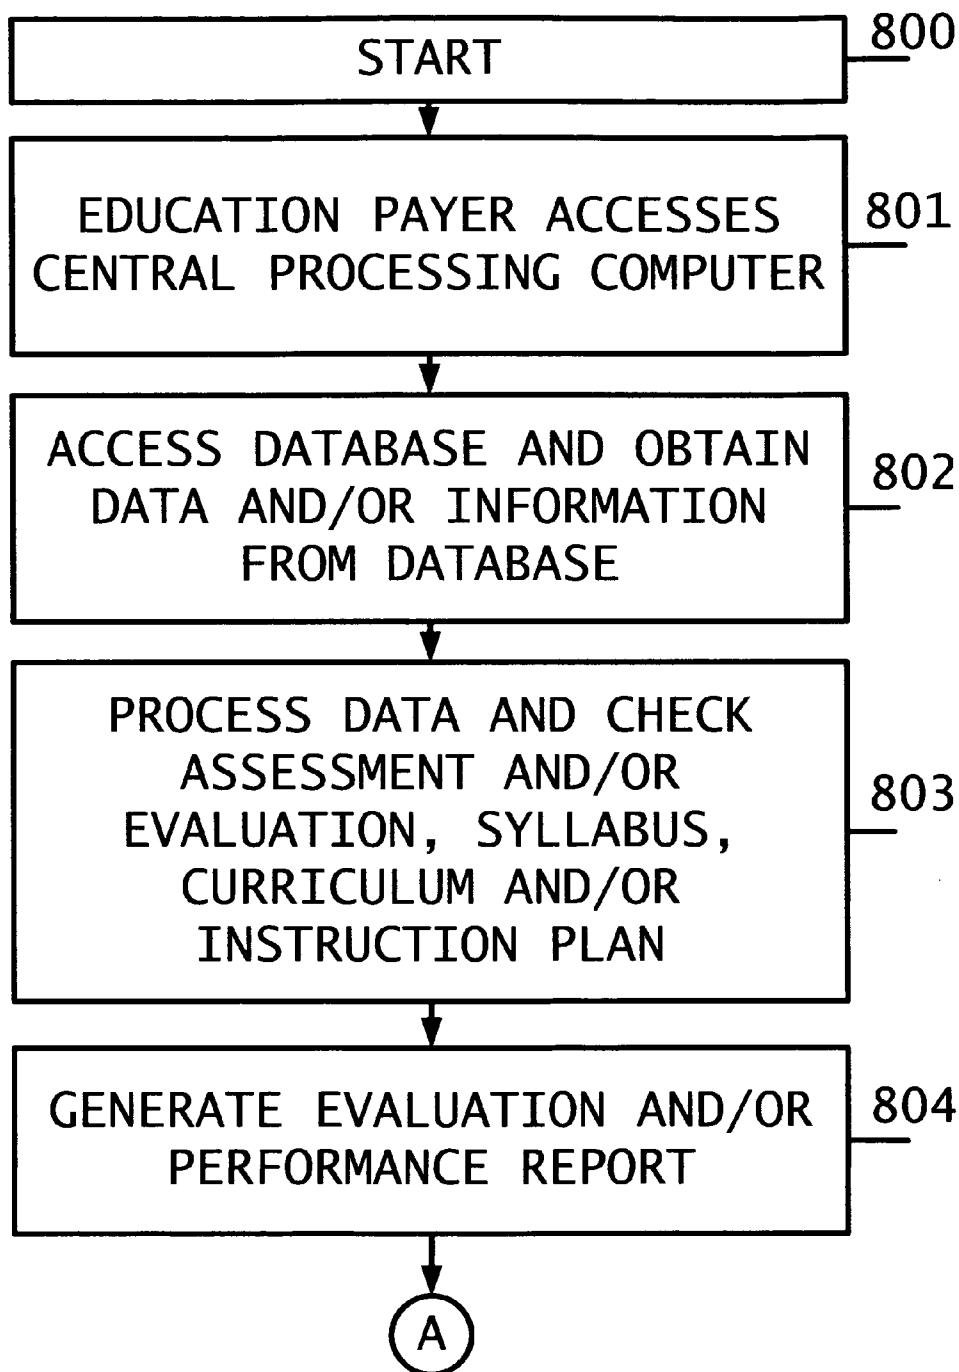 START
800
EDUCATION PAYER ACCESSES
CENTRAL PROCESSING COMPUTER
801
ACCESS DATABASE AND OBTAIN
DATA AND/OR INFORMATION
FROM DATABASE
802
PROCESS DATA AND CHECK
ASSESSMENT AND/OR
EVALUATION, SYLLABUS,
CURRICULUM AND/OR
INSTRUCTION PLAN
803
GENERATE EVALUATION AND/OR
PERFORMANCE REPORT
804
A